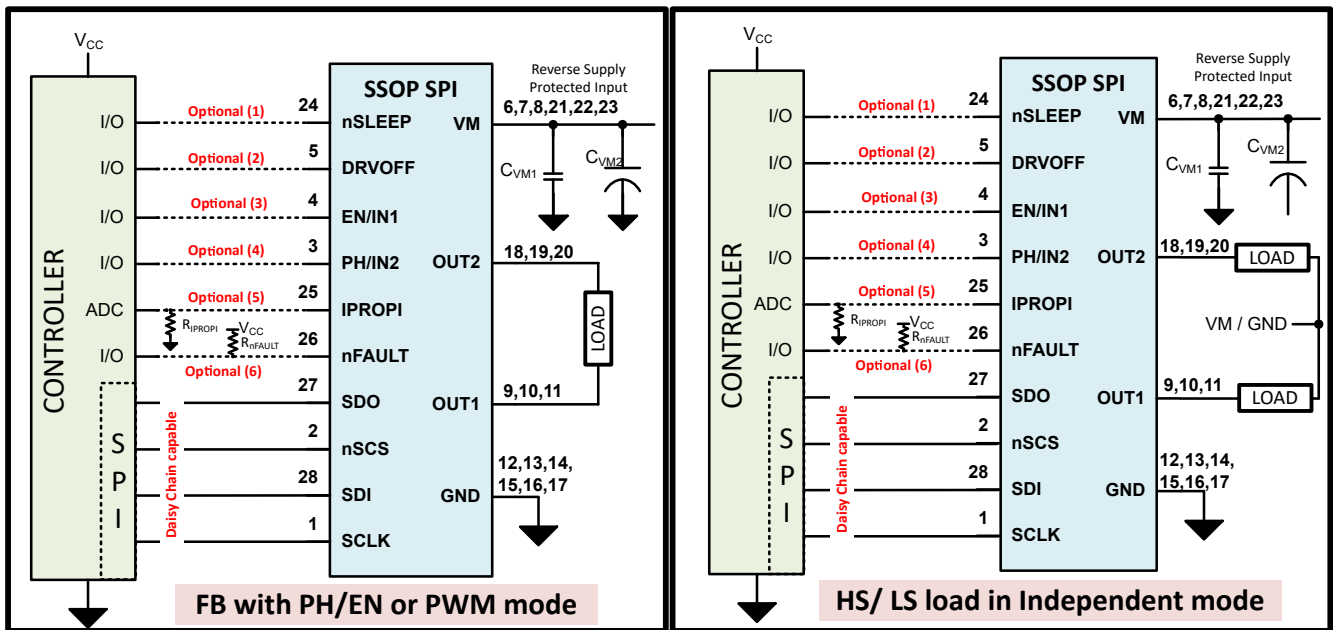 VCC
CONTROLLER
I/O
I/O
I/O
I/O
ADC
I/O
S P I
Optional (1)
Optional (2)
Optional (3)
Optional (4)
Optional (5)
RIPROPI
VCC
RnFAULT
Optional (6)
Daisy Chain capable
24
5
4
3
25
26
27
2
28
1
SSOP SPI
nSLEEP
VM
DRVOFF
EN/IN1
PH/IN2
OUT2
IPROPI
nFAULT
SDO
OUT1
nSCS
SDI
GND
SCLK
Reverse Supply
Protected Input
6,7,8,21,22,23
CVM1
CVM2
18,19,20
LOAD
9,10,11
12,13,14,
15,16,17
FB with PH/EN or PWM mode
VCC
CONTROLLER
I/O
I/O
I/O
I/O
ADC
I/O
S P I
Optional (1)
Optional (2)
Optional (3)
Optional (4)
Optional (5)
RIPROPI
VCC
RnFAULT
Optional (6)
Daisy Chain capable
24
5
4
3
25
26
27
2
28
1
SSOP SPI
nSLEEP
VM
DRVOFF
EN/IN1
PH/IN2
OUT2
IPROPI
nFAULT
SDO
OUT1
nSCS
SDI
GND
SCLK
Reverse Supply
Protected Input
6,7,8,21,22,23
CVM1
CVM2
18,19,20
LOAD
VM / GND
9,10,11
LOAD
12,13,14,
15,16,17
HS/ LS load in Independent mode